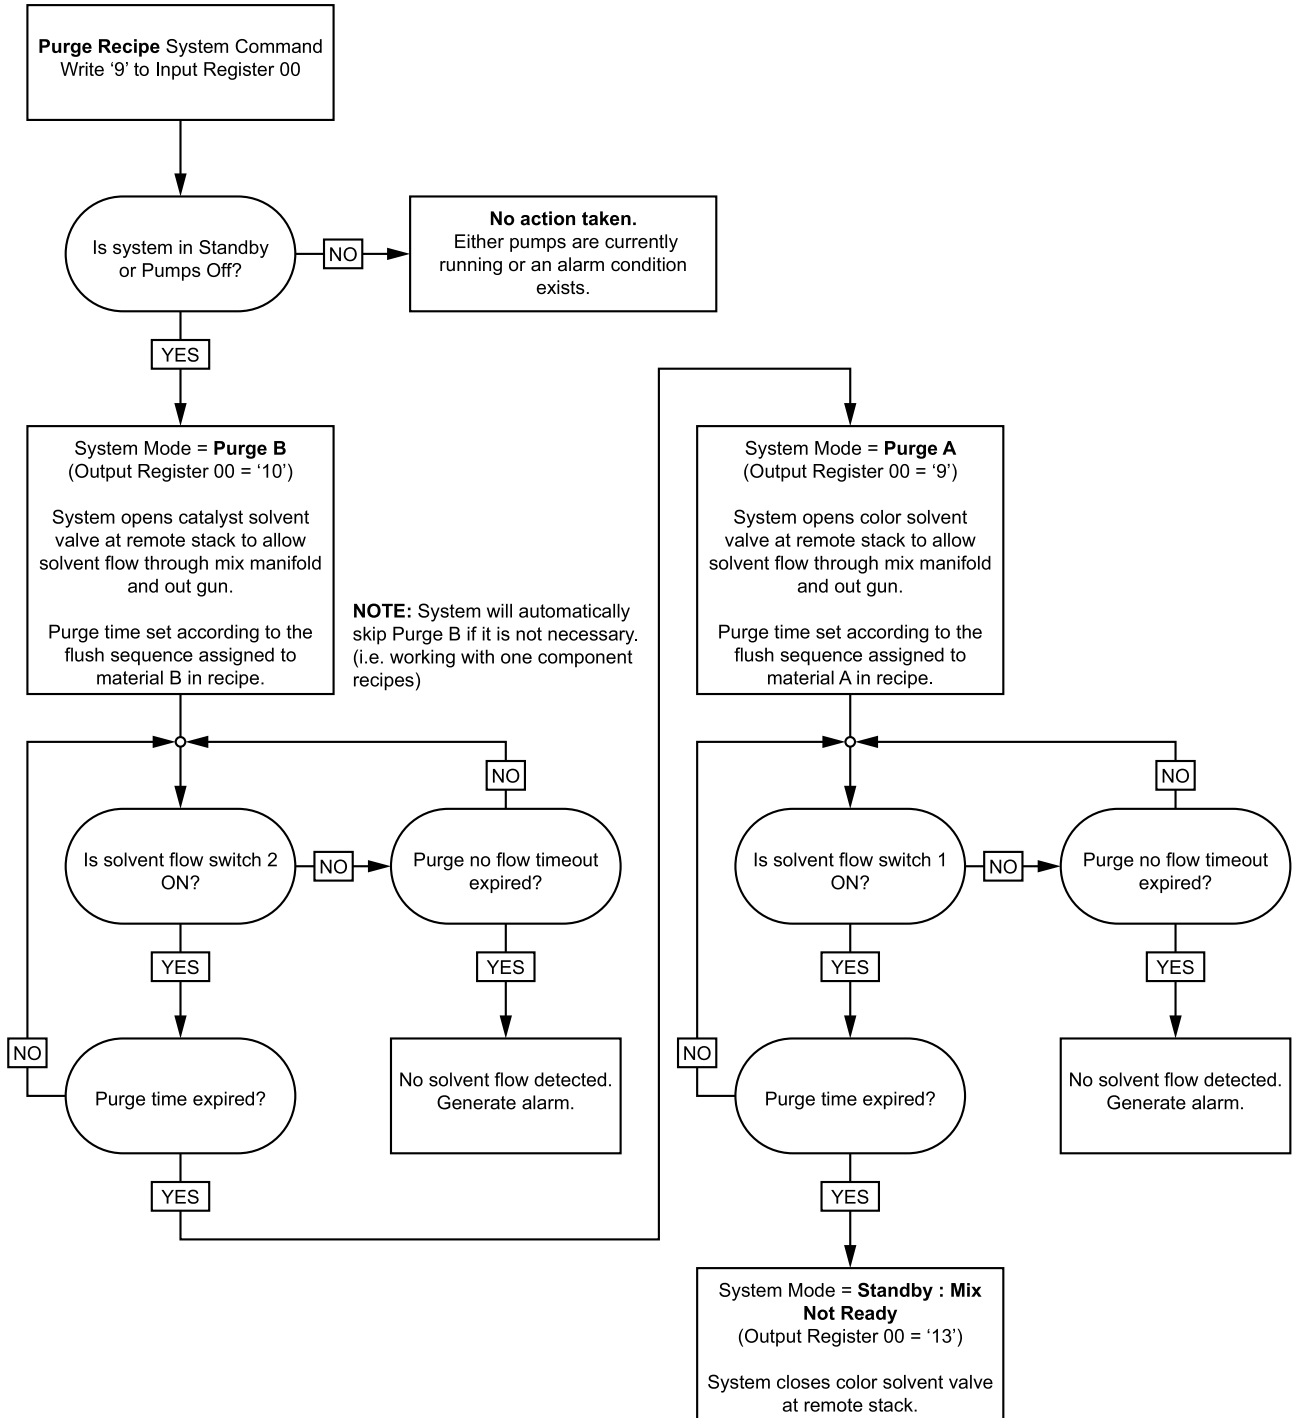 Purge Recipe System Command
Write ‘9’ to Input Register 00
Is system in Standby
or Pumps Off?
NO
No action taken.
Either pumps are currently
running or an alarm condition
exists.
YES
System Mode = Purge B
(Output Register 00 = ‘10’)
System opens catalyst solvent
valve at remote stack to allow
solvent flow through mix manifold
and out gun.
Purge time set according to the
flush sequence assigned to
material B in recipe.
NOTE: System will automatically
skip Purge B if it is not necessary.
(i.e. working with one component
recipes)
Is solvent flow switch 2
ON?
NO
Purge no flow timeout
expired?
NO
YES
YES
No solvent flow detected.
Generate alarm.
Purge time expired?
NO
YES
System Mode = Purge A
(Output Register 00 = ‘9’)
System opens color solvent
valve at remote stack to allow
solvent flow through mix manifold
and out gun.
Purge time set according to the
flush sequence assigned to
material A in recipe.
Is solvent flow switch 1
ON?
NO
Purge no flow timeout
expired?
NO
YES
YES
No solvent flow detected.
Generate alarm.
Purge time expired?
NO
YES
System Mode = Standby : Mix
Not Ready
(Output Register 00 = ‘13’)
System closes color solvent valve
at remote stack.